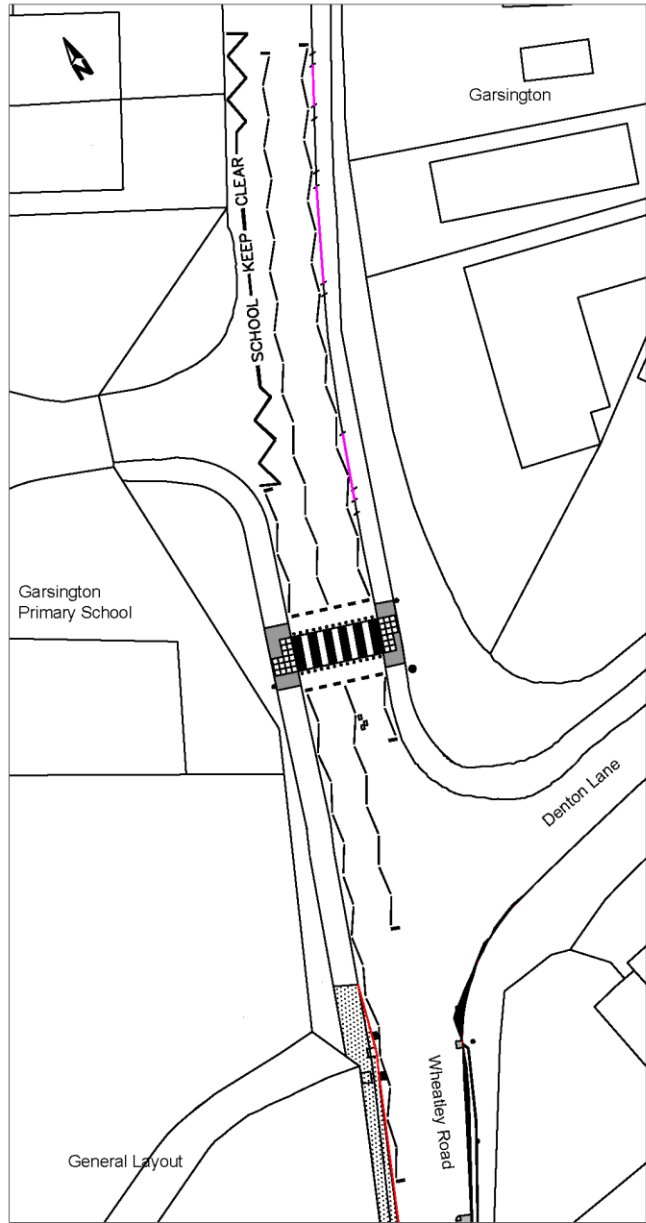 N
Garsington
SCHOOL KEEP CLEAR
Garsington
Primary School
Denton Lane
Wheatley Road
General Layout